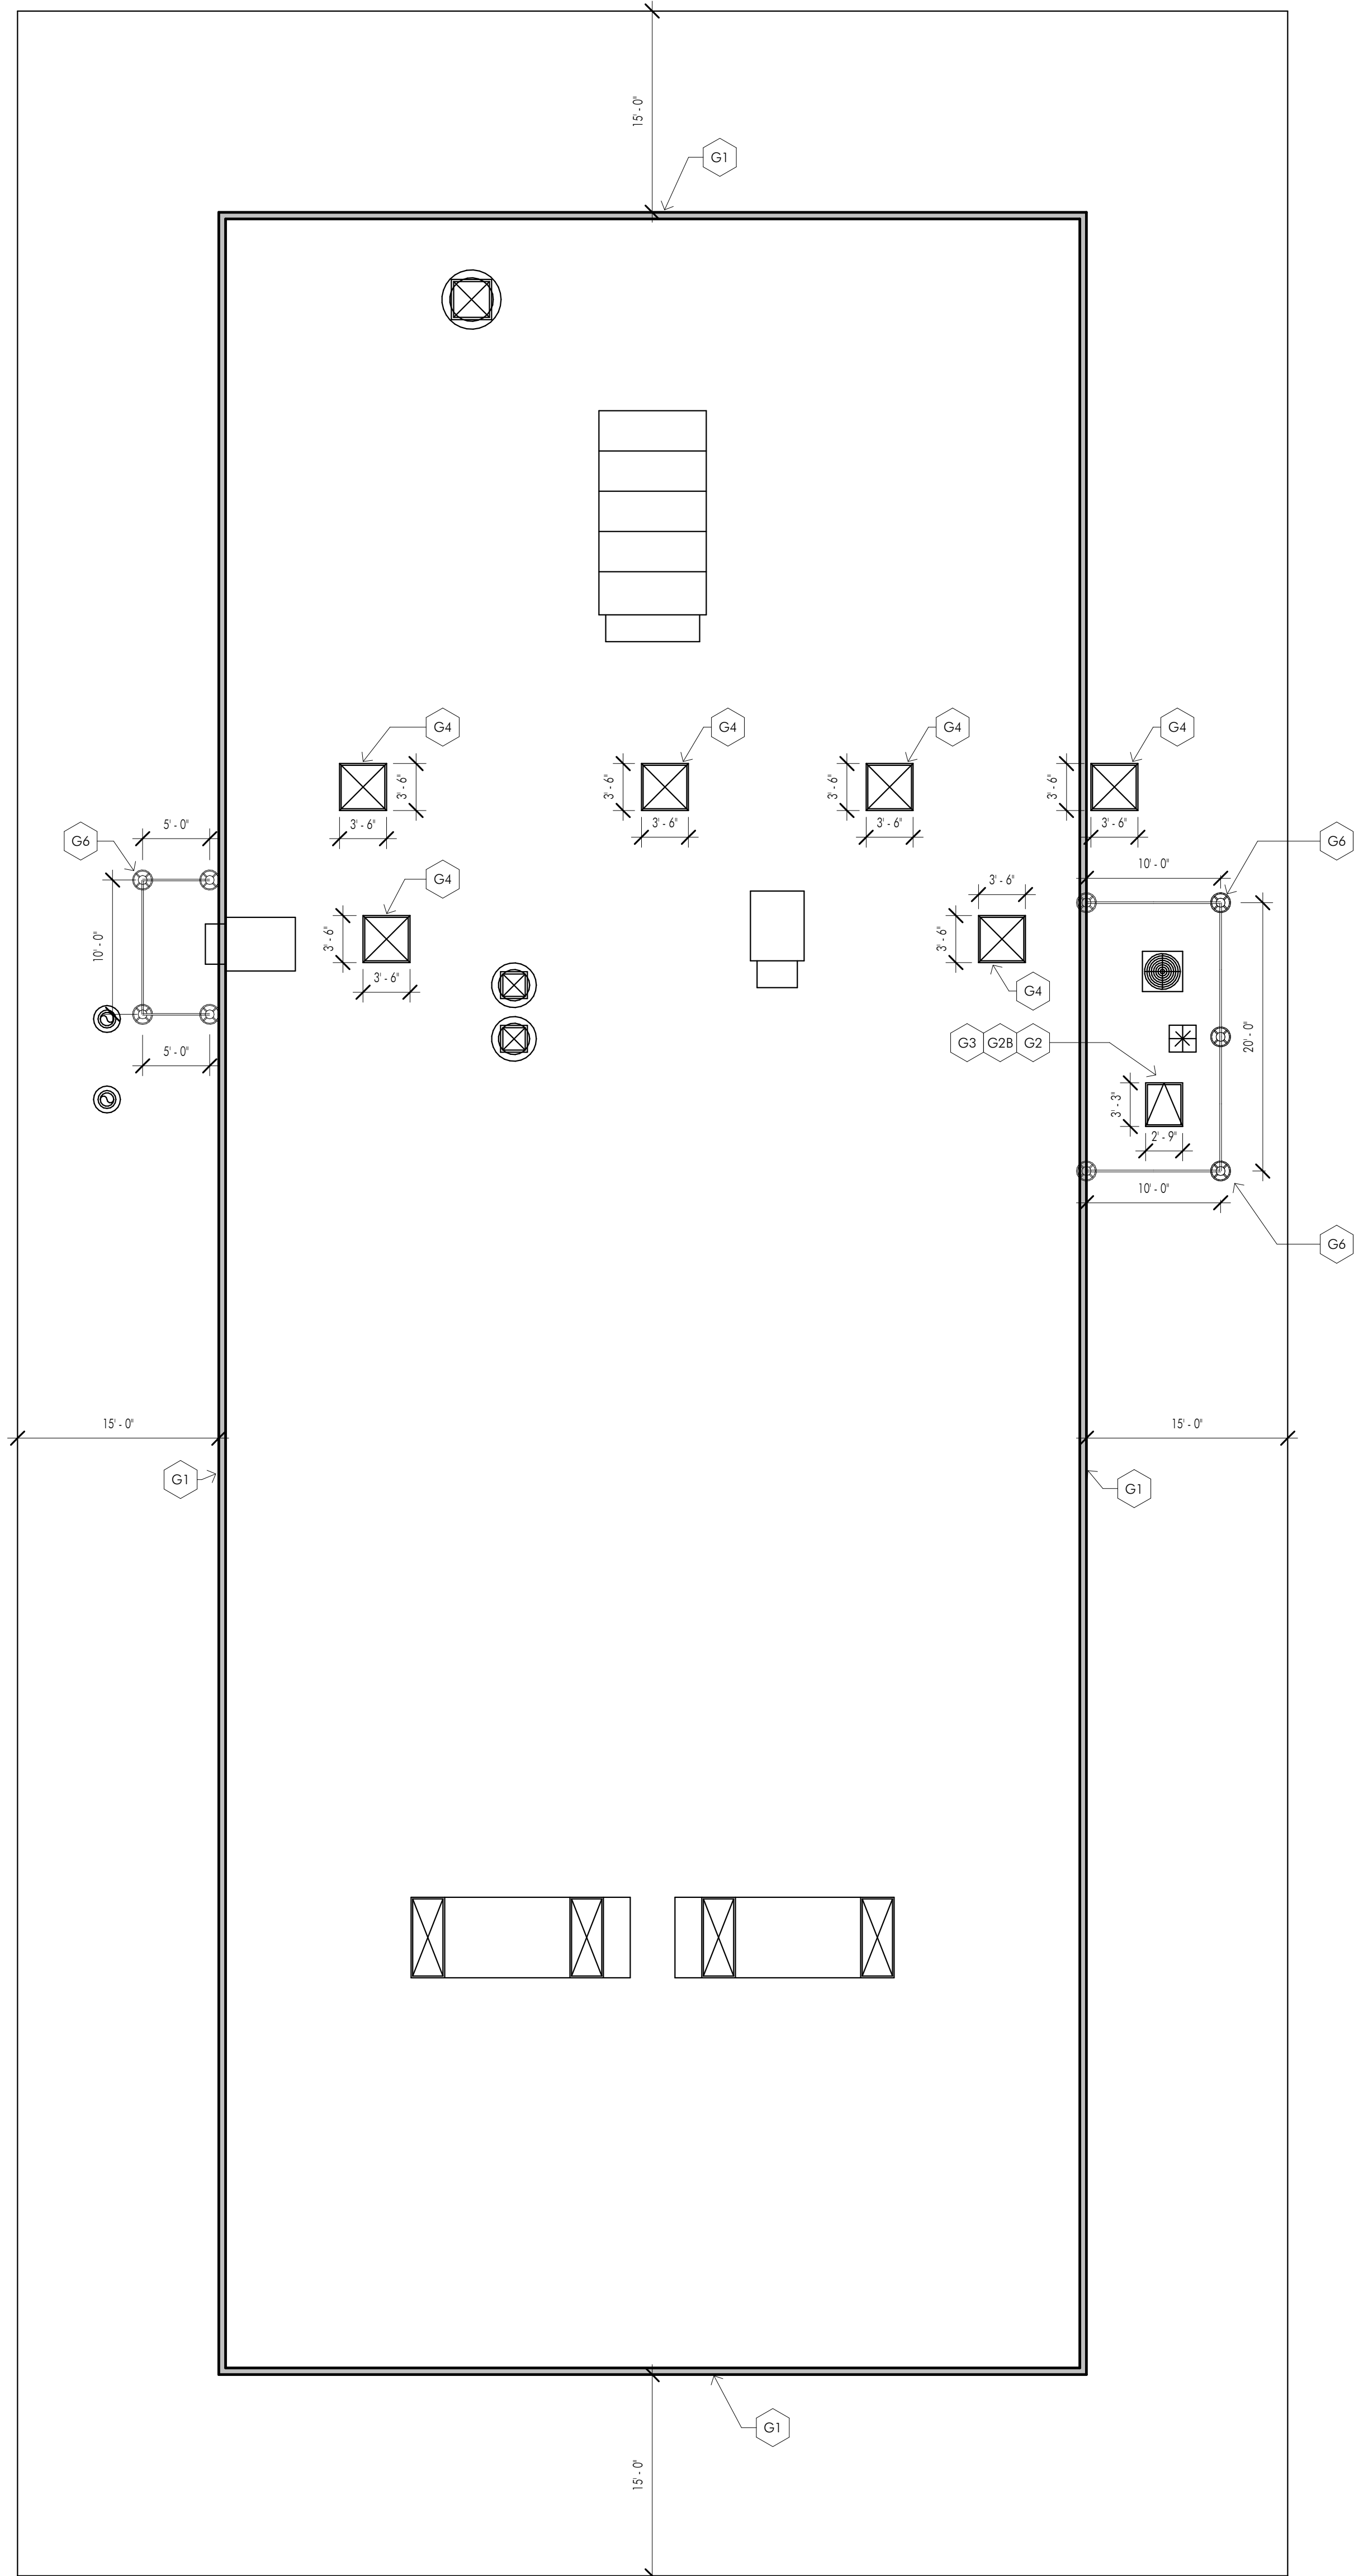 15' - 0"
G1
G4
G4
G4
G4
3' - 6"
3' - 6"
3' - 6"
3' - 6"
3' - 6"
3' - 6"
3' - 6"
3' - 6"
5' - 0"
G6
G6
10' - 0"
G4
3' - 6"
3' - 6"
3' - 6"
3' - 6"
10' - 0"
3' - 6"
G4
G3
G2B
G2
20' - 0"
5' - 0"
3' - 3"
2' - 9"
10' - 0"
G6
15' - 0"
15' - 0"
G1
G1
G1
15' - 0"